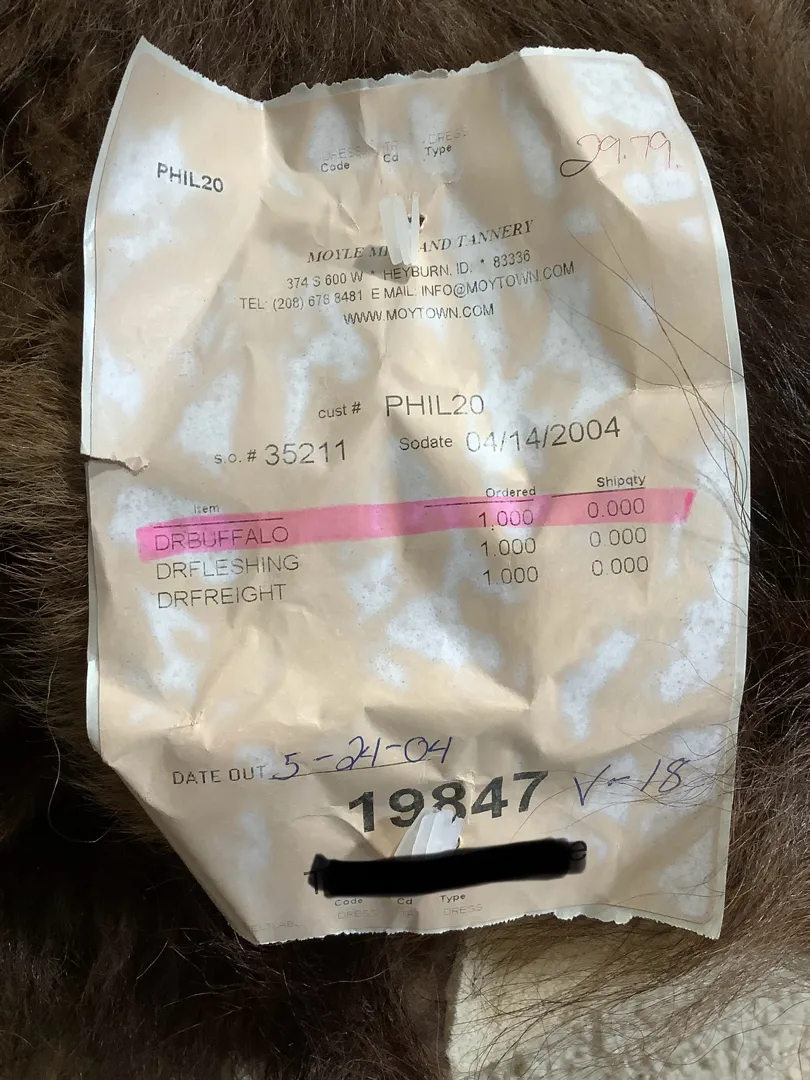 29.79.
Code Cd Type
PHIL20
MOYLE AND TANNERY
374 S 600 W * HEYBURN, ID. * 83336
TEL: (208) 678 8481 E MAIL: INFO@MOYTOWN.COM
WWW.MOYTOWN.COM
cust # PHIL20
s.o. # 35211 Sodate 04/14/2004
Item Ordered Shipqty
DRBUFFALO 1.000 0.000
DRFLESHING 1.000 0.000
DRFREIGHT 1.000 0.000
DATE OUT 5-24-04
19847 V-18
Code Cd Type
DRESS DRESS